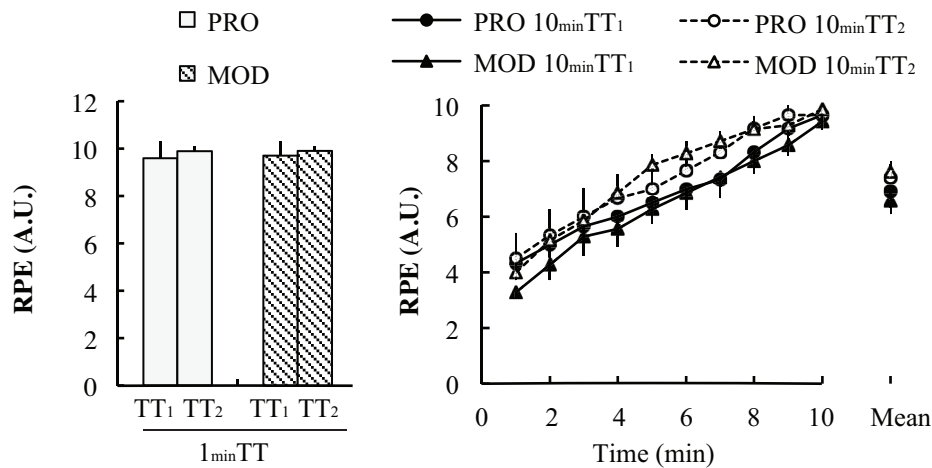 PRO
MOD
PRO 10minTT1
PRO 10minTT2
MOD 10minTT1
MOD 10minTT2
RPE (A.U.)
12
10
8
6
4
2
0
TT1 TT2 TT1 TT2
1minTT
RPE (A.U.)
10
8
6
4
0
0 2 4 6 8 10 Mean
Time (min)